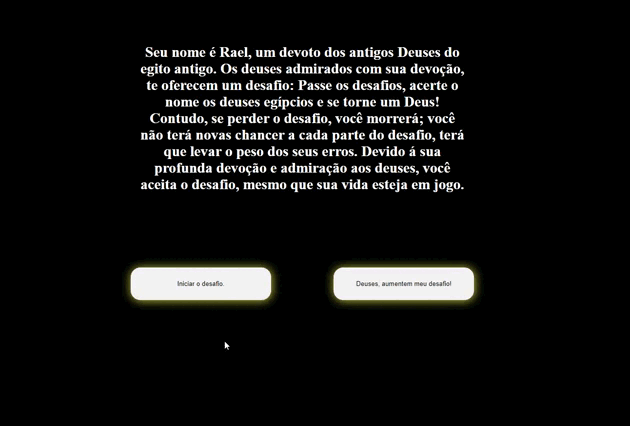 Seu nome é Rael, um devoto dos antigos Deuses do
egito antigo. Os deuses admirados com sua devoção,
te oferecem um desafio: Passe os desafios, acerte o
nome os deuses egípcios e se torne um Deus!
Contudo, se perder o desafio, você morrerá; você
não terá novas chancer a cada parte do desafio, terá
que levar o peso dos seus erros. Devido á sua
profunda devoção e admiração aos deuses, você
aceita o desafio, mesmo que sua vida esteja em jogo.
Iniciar o desafio.
Deuses, aumentem meu desafio!